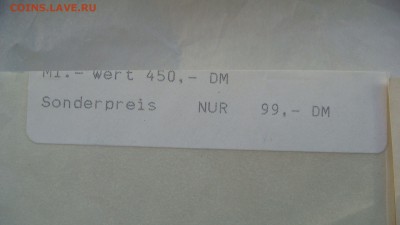 COINS.LAVE.RU
MI.- Wert 450,- DM
Sonderpreis NUR 99,- DM